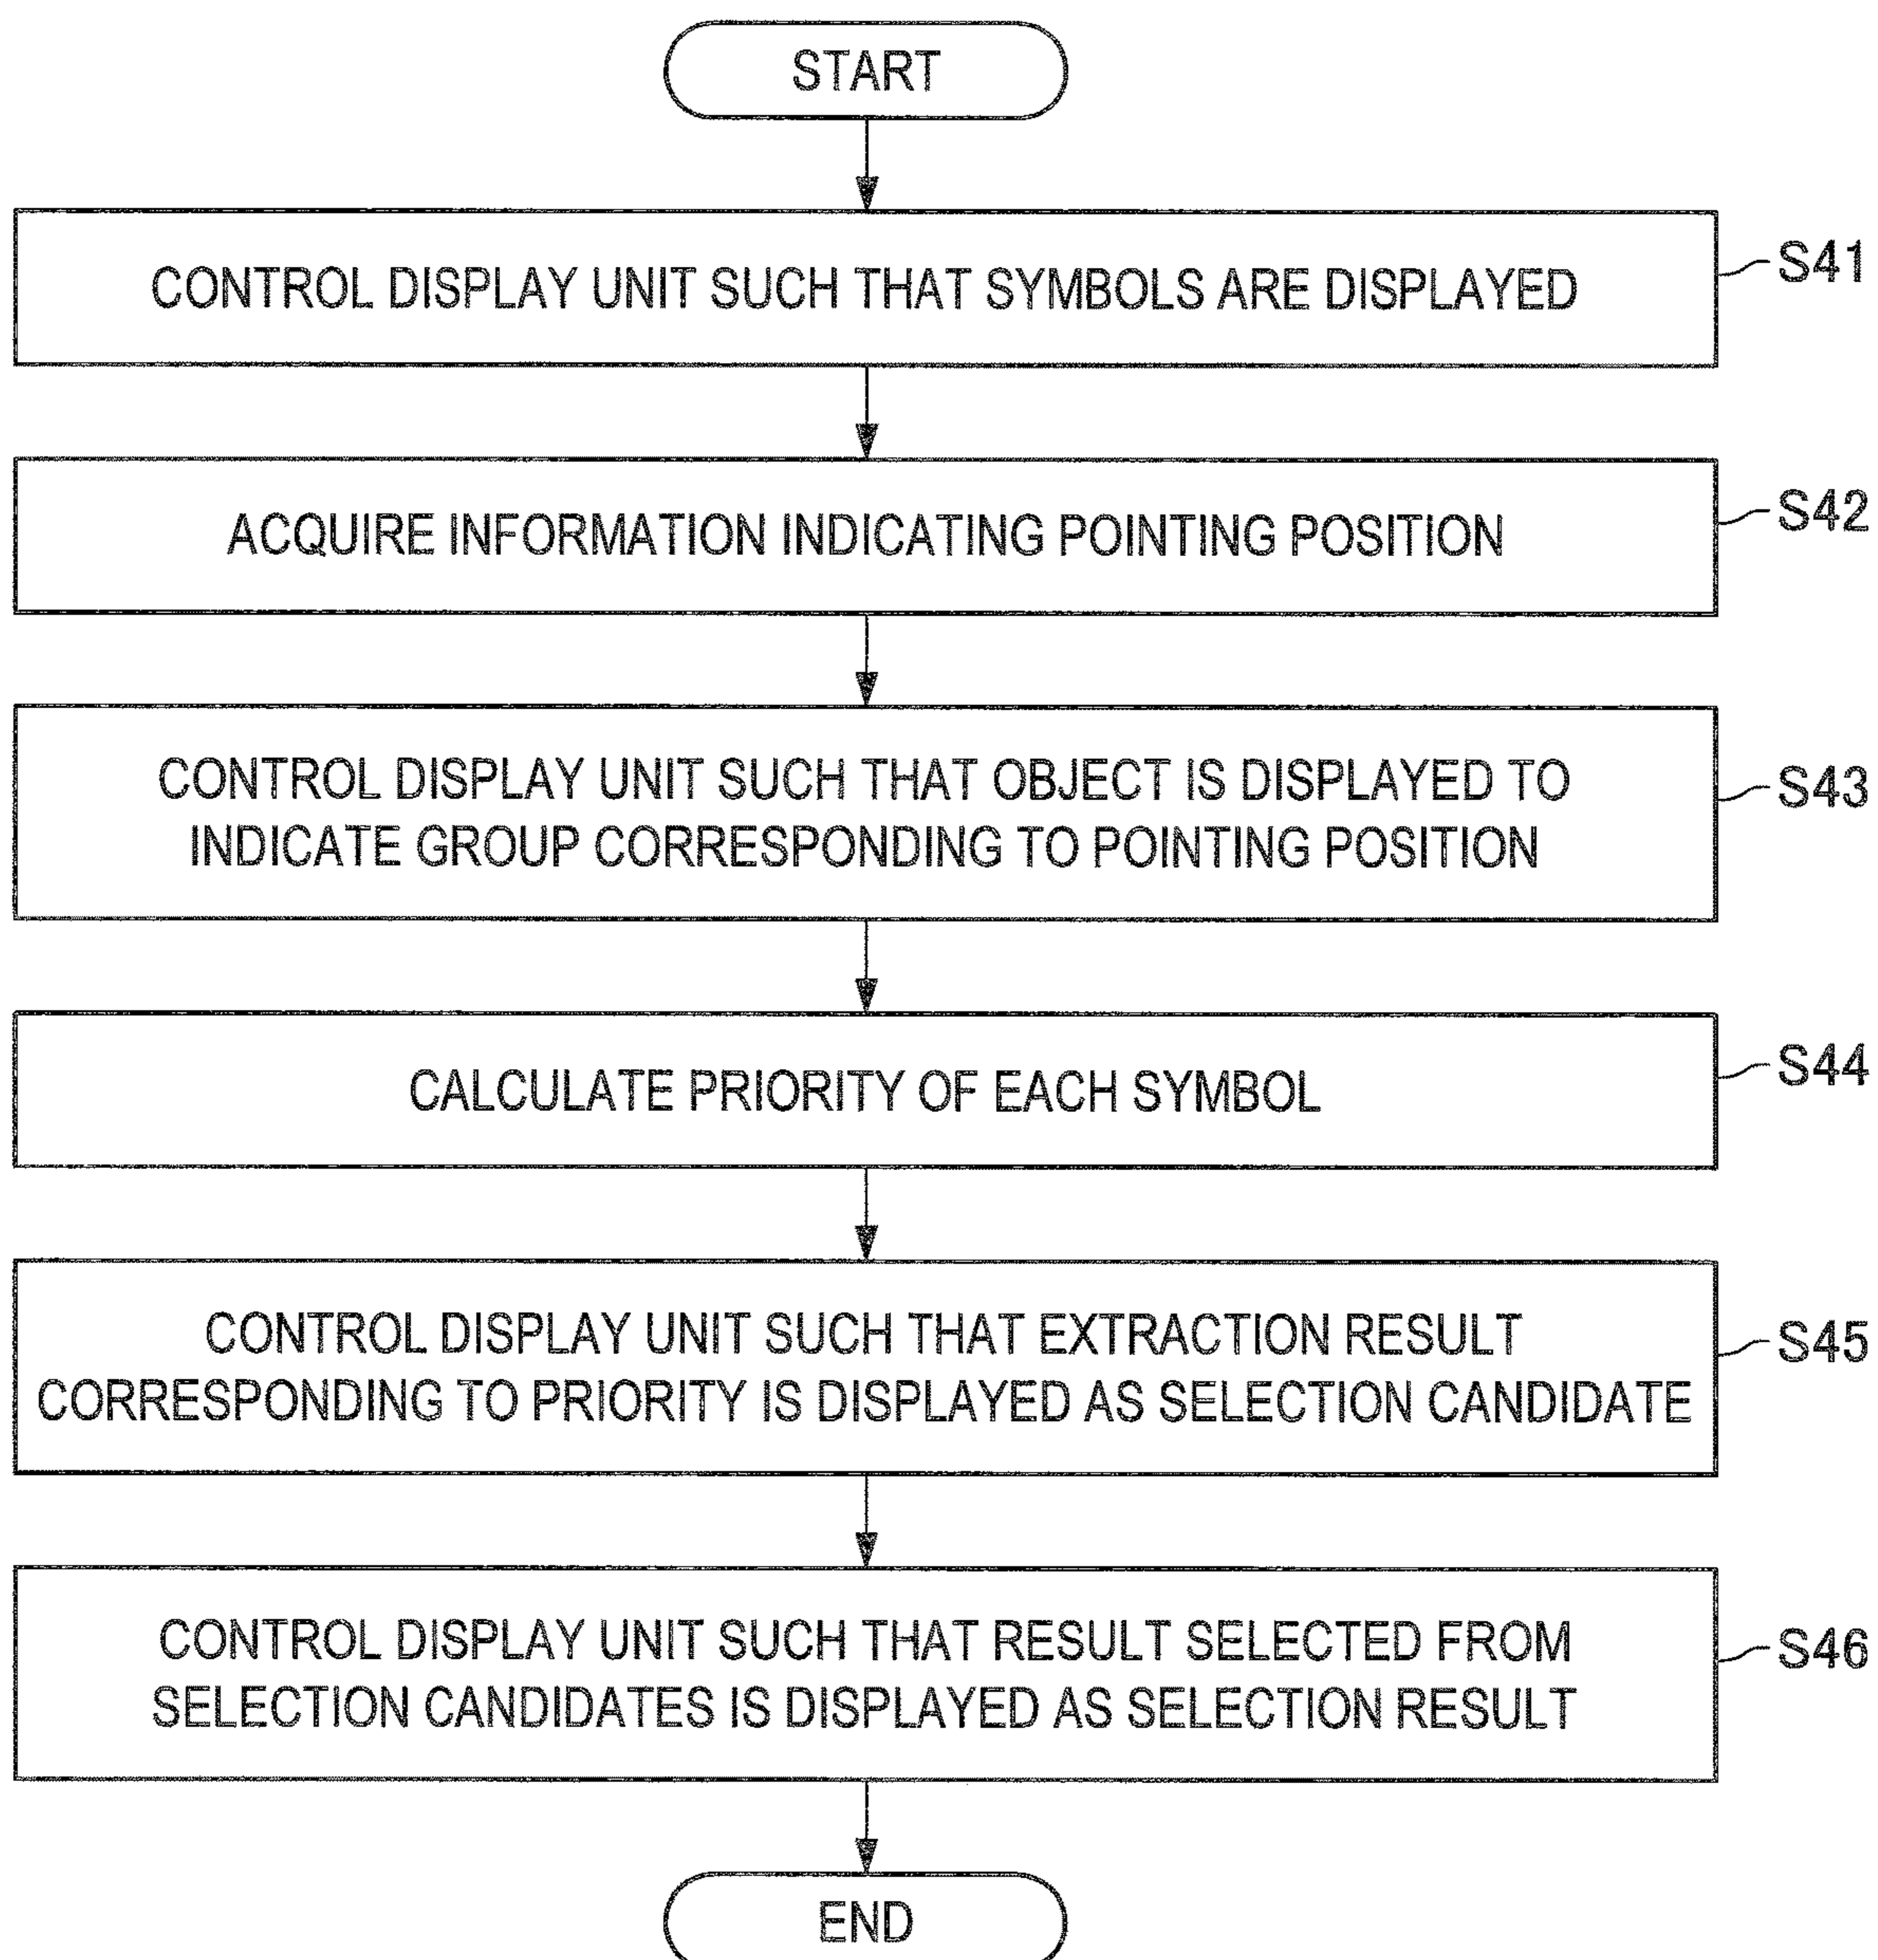 START
CONTROL DISPLAY UNIT SUCH THAT SYMBOLS ARE DISPLAYED
S41
ACQUIRE INFORMATION INDICATING POINTING POSITION
S42
CONTROL DISPLAY UNIT SUCH THAT OBJECT IS DISPLAYED TO
INDICATE GROUP CORRESPONDING TO POINTING POSITION
S43
CALCULATE PRIORITY OF EACH SYMBOL
S44
CONTROL DISPLAY UNIT SUCH THAT EXTRACTION RESULT
CORRESPONDING TO PRIORITY IS DISPLAYED AS SELECTION CANDIDATE
S45
CONTROL DISPLAY UNIT SUCH THAT RESULT SELECTED FROM
SELECTION CANDIDATES IS DISPLAYED AS SELECTION RESULT
S46
END